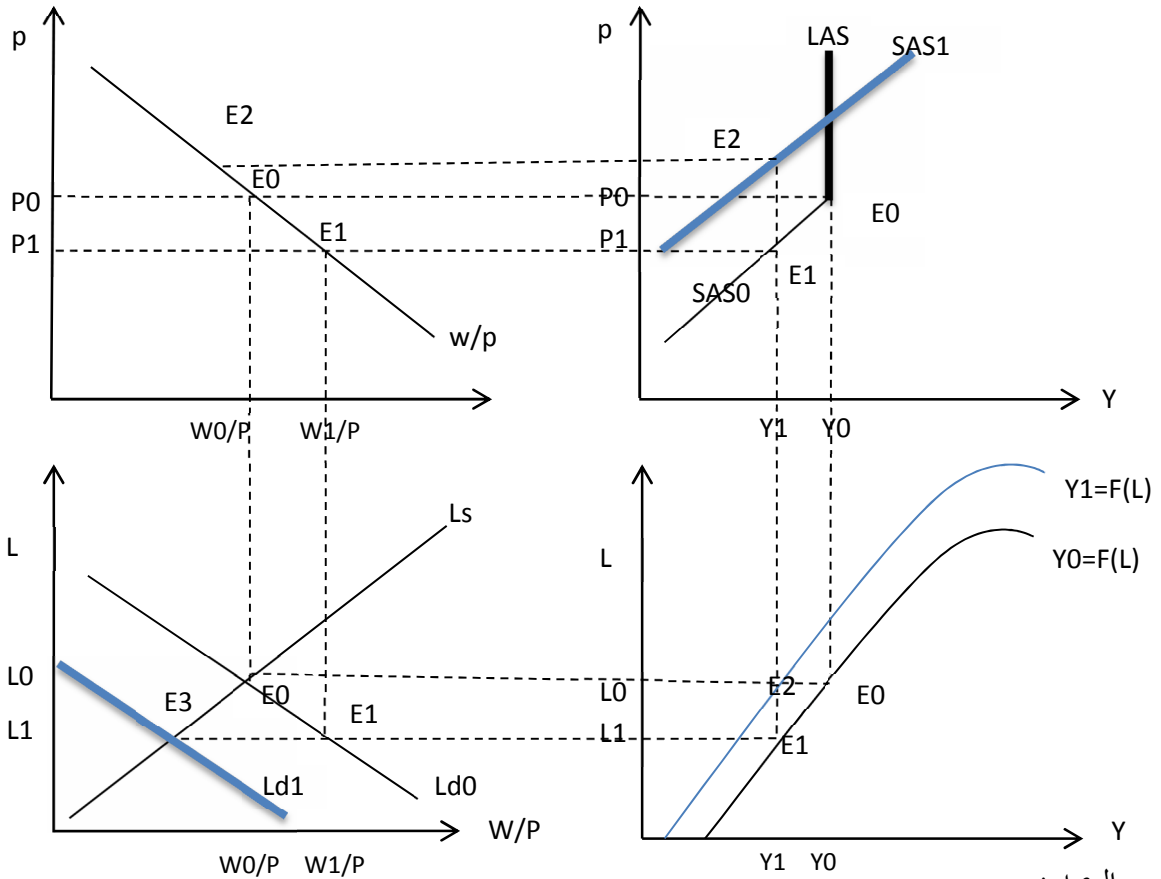 p
E2
E0
P0
E1
P1
w/p
W0/P W1/P
p
LAS
SAS1
E2
P0
E0
P1
E1
SAS0
Y
Y1 Y0
L
Ls
L0
E3
E0
E1
L1
Ld1
Ld0
W/P
W0/P W1/P
L
Y1=F(L)
Y0=F(L)
L0
E2
E0
L1
E1
Y
Y1 Y0